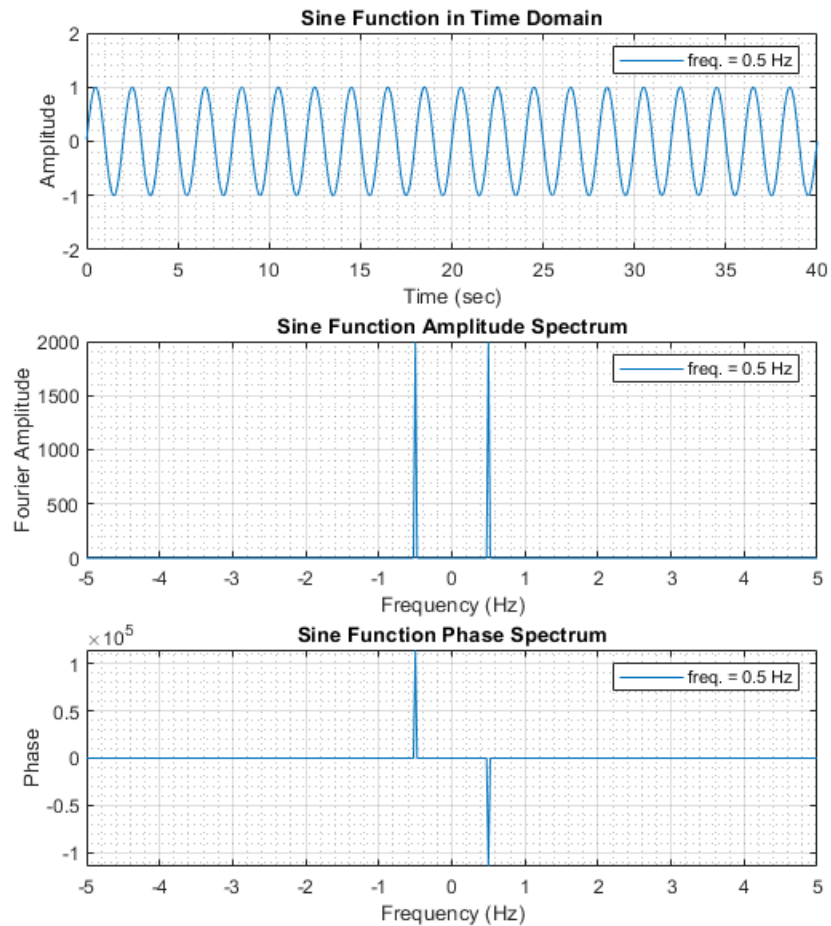 Sine Function in Time Domain
freq. = 0.5 Hz
Amplitude
2
1
0
-1
-2
0 5 10 15 20 25 30 35 40
Time (sec)
Sine Function Amplitude Spectrum
freq. = 0.5 Hz
Fourier Amplitude
2000
1500
1000
500
0
-5 -4 -3 -2 -1 0 1 2 3 4 5
Frequency (Hz)
×10⁵
Sine Function Phase Spectrum
freq. = 0.5 Hz
Phase
1
0.5
0
-0.5
-1
-5 -4 -3 -2 -1 0 1 2 3 4 5
Frequency (Hz)